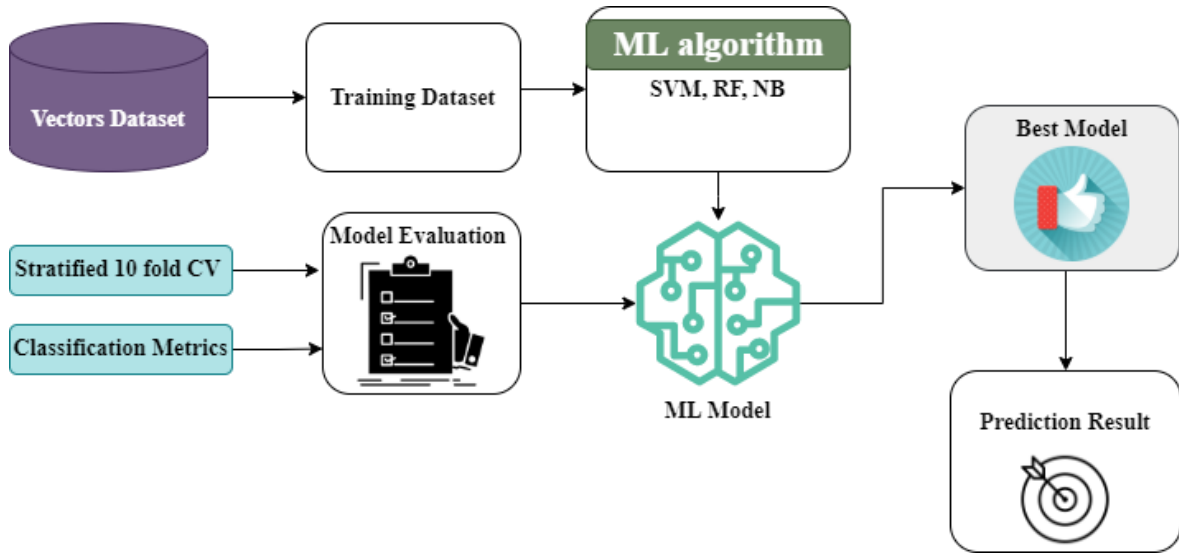 Vectors Dataset
Training Dataset
ML algorithm
SVM, RF, NB
Best Model
Stratified 10 fold CV
Classification Metrics
Model Evaluation
ML Model
Prediction Result